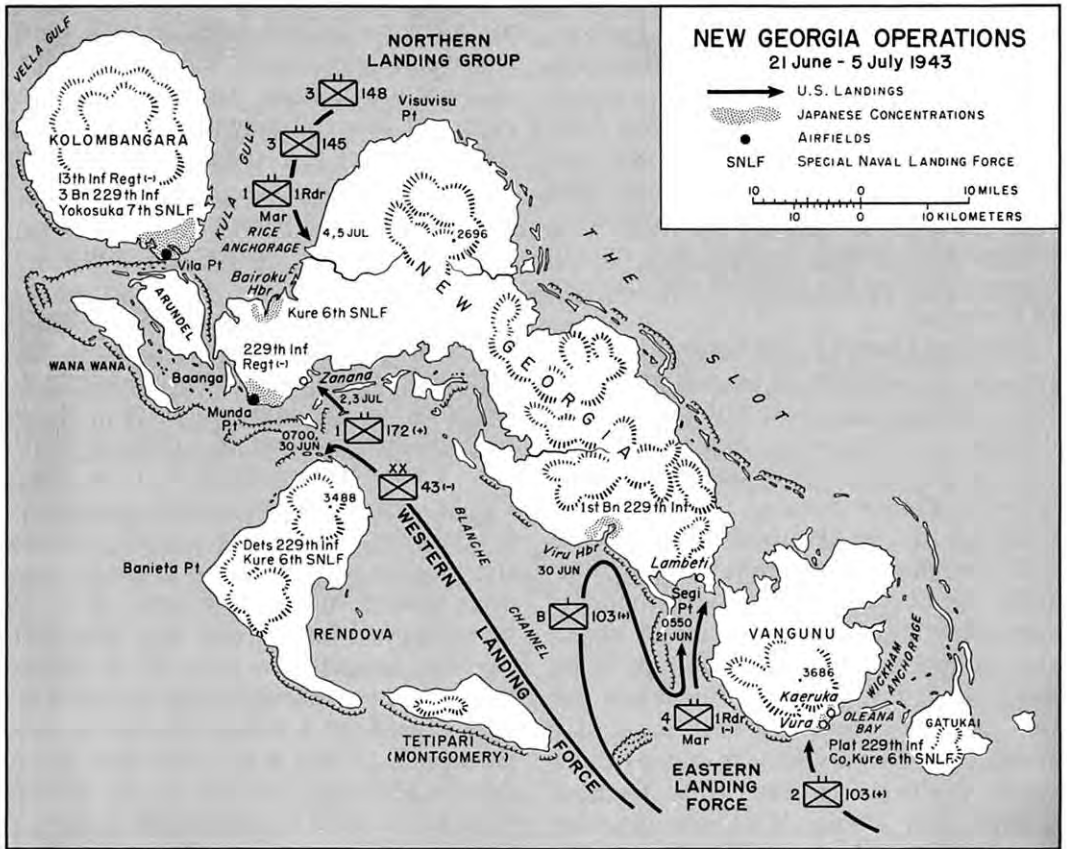 NEW GEORGIA OPERATIONS
21 June - 5 July 1943
U.S. LANDINGS
JAPANESE CONCENTRATIONS
AIRFIELDS
SNLF SPECIAL NAVAL LANDING FORCE
10 0 10 MILES
10 0 10 KILOMETERS
NORTHERN
LANDING GROUP
3 148
Visuvisu
Pt
3 145
1 1Rdr
Mar
RICE
ANCHORAGE
4,5 JUL
VELLA GULF
KOLOMBANGARA
13th Inf Regt (-)
3 Bn 229th Inf
Yokosuka 7th SNLF
KULA GULF
Vila Pt
Bairoku
Hbr
Kure 6th SNLF
ARUNDEL
WANA WANA
Baanga
229th Inf
Regt (-)
Zanana
2,3 JUL
Munda
Pt
0700,
30 JUN
1 172 (+)
XX
43 (-)
2696
NEW GEORGIA
THE SLOT
WESTERN LANDING FORCE
BLANCHE CHANNEL
3488
Dets 229th Inf
Kure 6th SNLF
Banieta Pt
RENDOVA
TETIPARI
(MONTGOMERY)
1st Bn 229th Inf
Viru Hbr
30 JUN
Lambeti
Segi
Pt
0550
21 JUN
B 103 (+)
4 1Rdr
Mar (-)
EASTERN
LANDING
FORCE
VANGUNU
3686
Kaeruka
Vura
WICKHAM
ANCHORAGE
OLEANA
BAY
GATUKAI
Plat 229th Inf
Co, Kure 6th SNLF
2 103 (+)